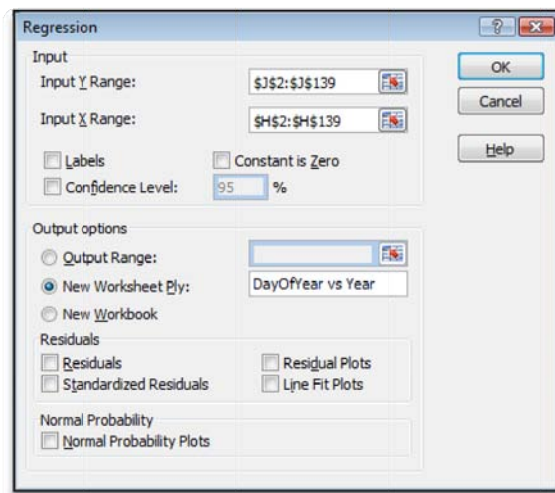 Regression
Input
Input Y Range:
$J$2:$J$139
OK
Cancel
Input X Range:
$H$2:$H$139
Help
Labels
Constant is Zero
Confidence Level:
95
%
Output options
Output Range:
New Worksheet Ply:
DayOfYear vs Year
New Workbook
Residuals
Residuals
Residual Plots
Standardized Residuals
Line Fit Plots
Normal Probability
Normal Probability Plots